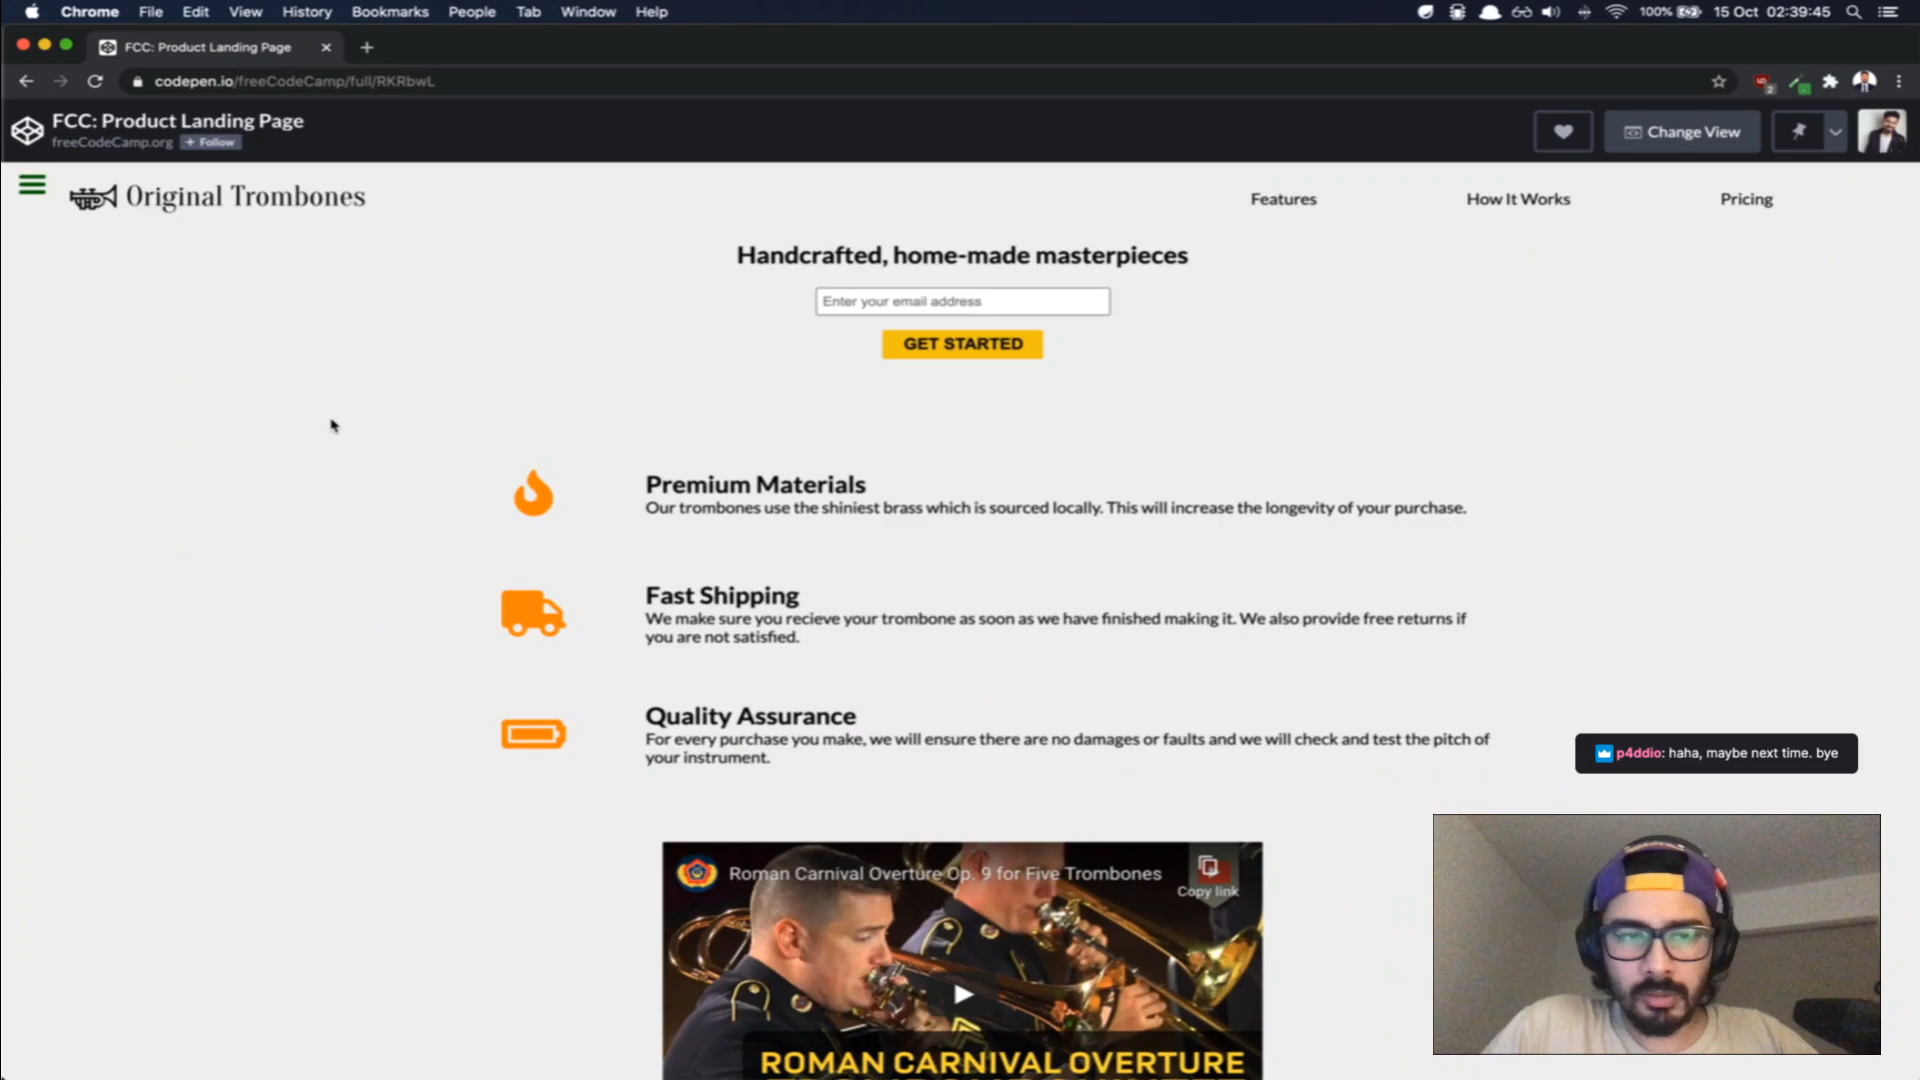 Chrome File Edit View History Bookmarks People Tab Window Help
100% 15 Oct 02:39:45
FCC: Product Landing Page
codepen.io/freeCodeCamp/full/RKRbwL
FCC: Product Landing Page
freeCodeCamp.org + Follow
Change View
Original Trombones
Features How It Works Pricing
Handcrafted, home-made masterpieces
Enter your email address
GET STARTED
Premium Materials
Our trombones use the shiniest brass which is sourced locally. This will increase the longevity of your purchase.
Fast Shipping
We make sure you recieve your trombone as soon as we have finished making it. We also provide free returns if
you are not satisfied.
Quality Assurance
For every purchase you make, we will ensure there are no damages or faults and we will check and test the pitch of
your instrument.
p4ddio: haha, maybe next time. bye
Roman Carnival Overture Op. 9 for Five Trombones
Copy link
ROMAN CARNIVAL OVERTURE